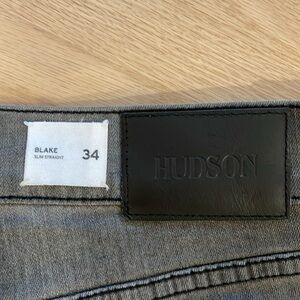 BLAKE
SLIM STRAIGHT
34
HUDSON